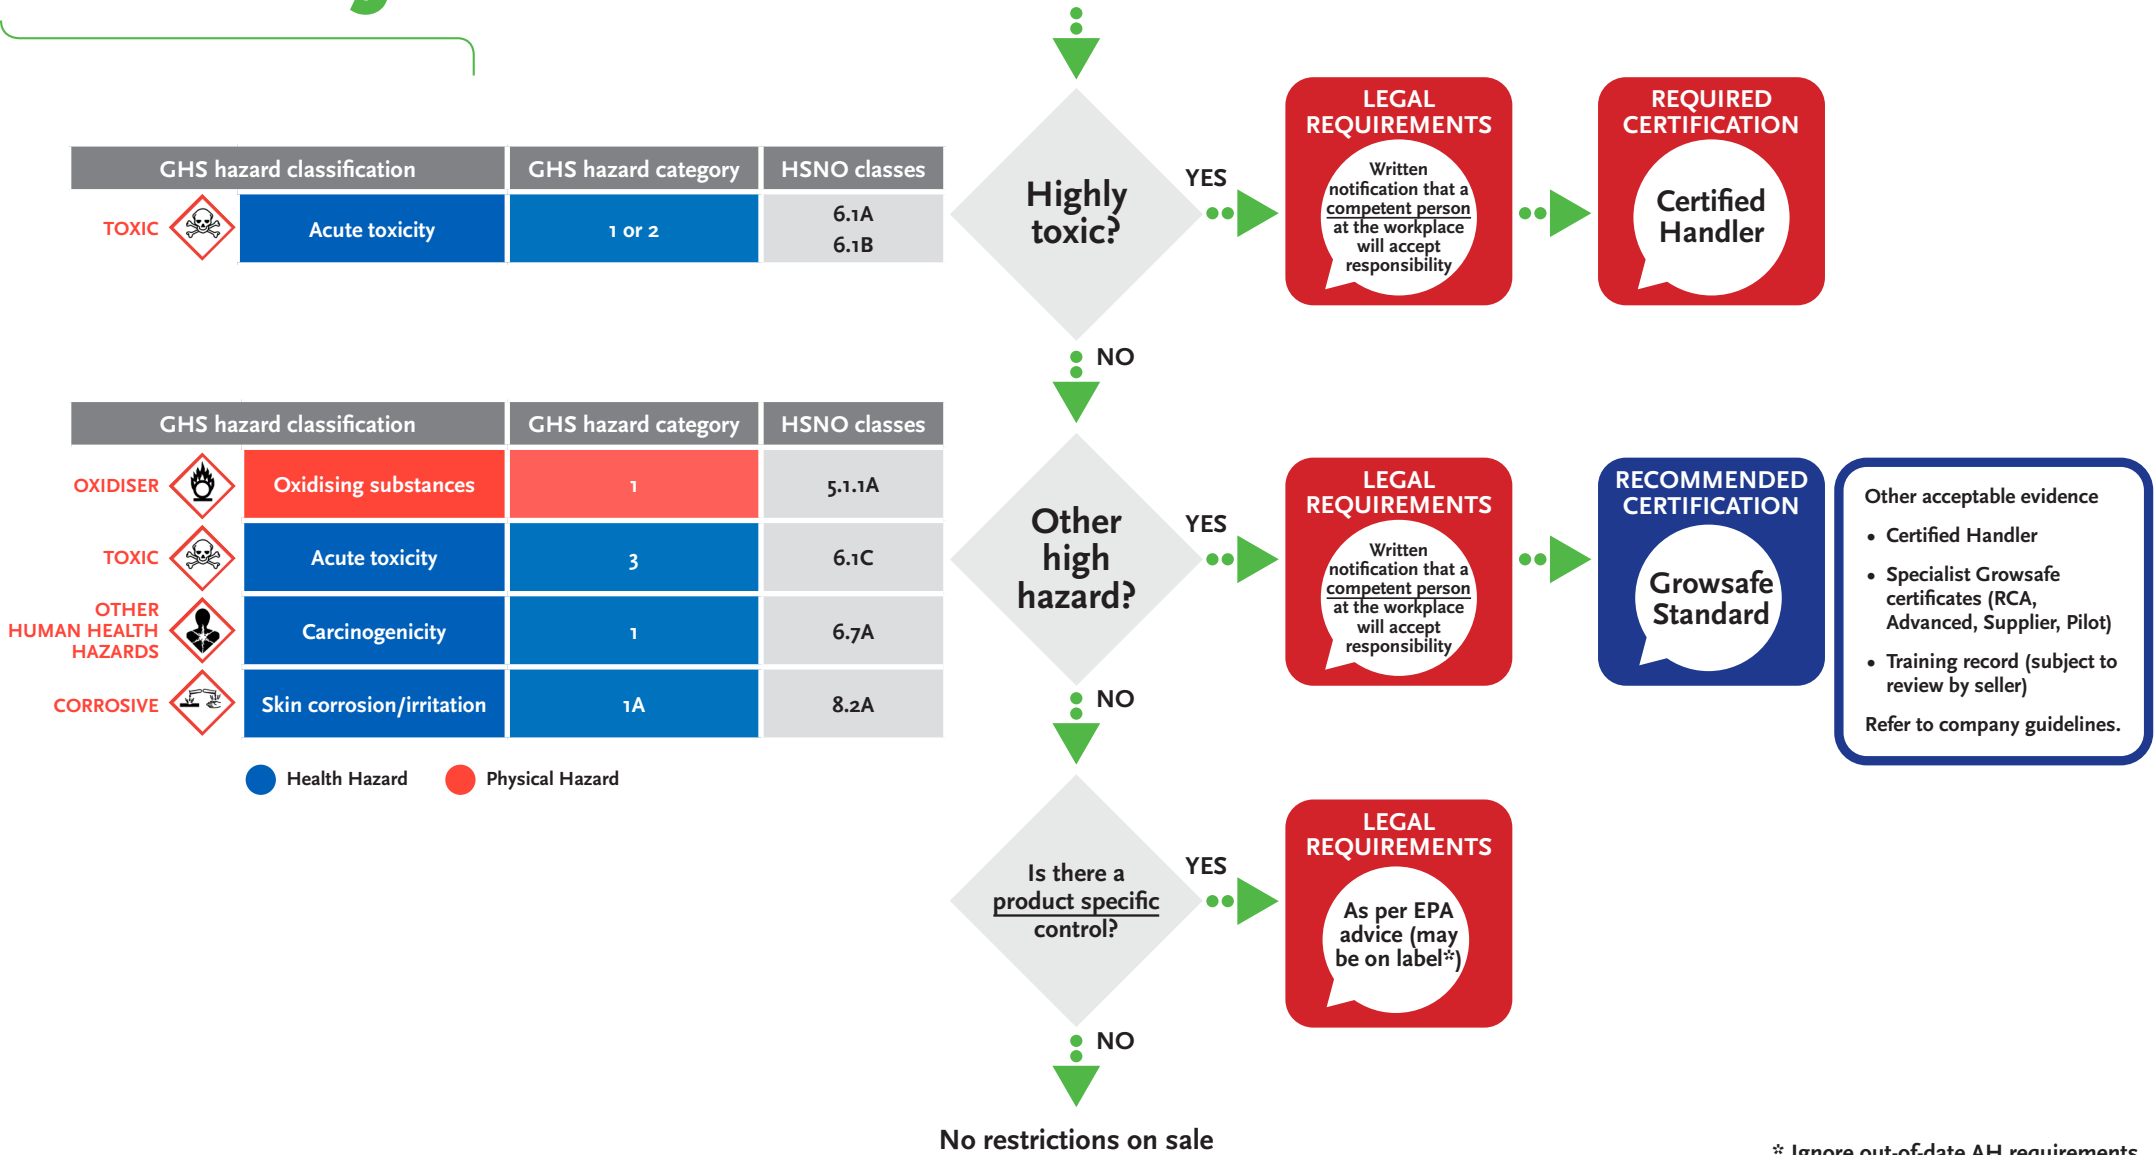 Highly
toxic?
YES
LEGAL
REQUIREMENTS
Written
notification that a
competent person
at the workplace
will accept
responsibility
REQUIRED
CERTIFICATION
Certified
Handler
GHS hazard classification
GHS hazard category
HSNO classes
TOXIC
Acute toxicity
1 or 2
6.1A
6.1B
NO
GHS hazard classification
GHS hazard category
HSNO classes
OXIDISER
Oxidising substances
1
5.1.1A
TOXIC
Acute toxicity
3
6.1C
OTHER
HUMAN HEALTH
HAZARDS
Carcinogenicity
1
6.7A
CORROSIVE
Skin corrosion/irritation
1A
8.2A
Health Hazard
Physical Hazard
Other
high
hazard?
YES
LEGAL
REQUIREMENTS
Written
notification that a
competent person
at the workplace
will accept
responsibility
RECOMMENDED
CERTIFICATION
Growsafe
Standard
Other acceptable evidence
• Certified Handler
• Specialist Growsafe
certificates (RCA,
Advanced, Supplier, Pilot)
• Training record (subject to
review by seller)
Refer to company guidelines.
NO
Is there a
product specific
control?
YES
LEGAL
REQUIREMENTS
As per EPA
advice (may
be on label*)
NO
No restrictions on sale
* Ignore out-of-date AH requirements